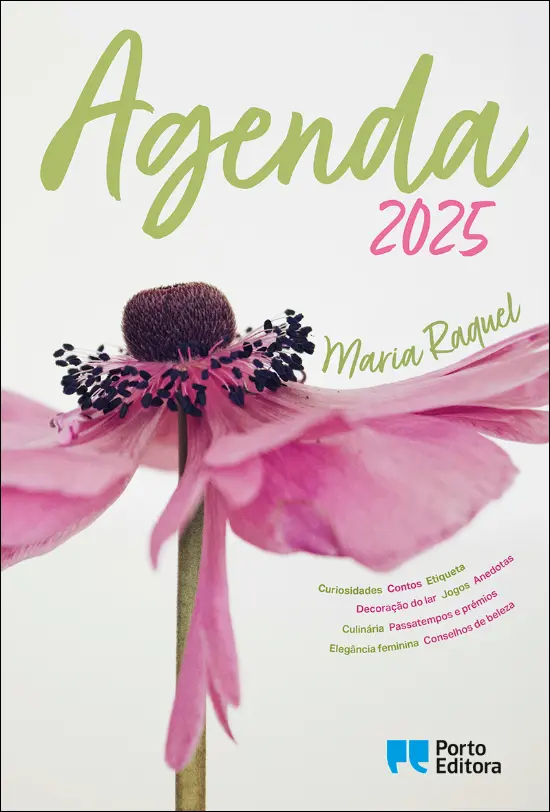 Agenda
2025
Maria Raquel
Curiosidades Contos Etiqueta
Decoração do lar Jogos Anedotas
Culinária Passatempos e prémios
Elegância feminina Conselhos de beleza
Porto
Editora